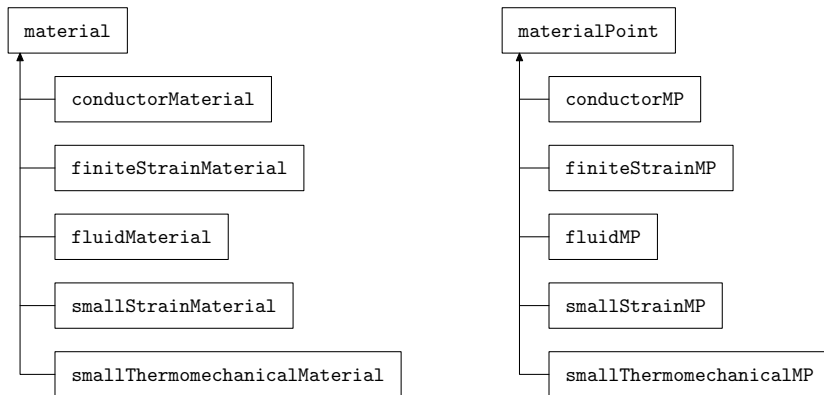 material
conductorMaterial
finiteStrainMaterial
fluidMaterial
smallStrainMaterial
smallThermomechanicalMaterial
materialPoint
conductorMP
finiteStrainMP
fluidMP
smallStrainMP
smallThermomechanicalMP